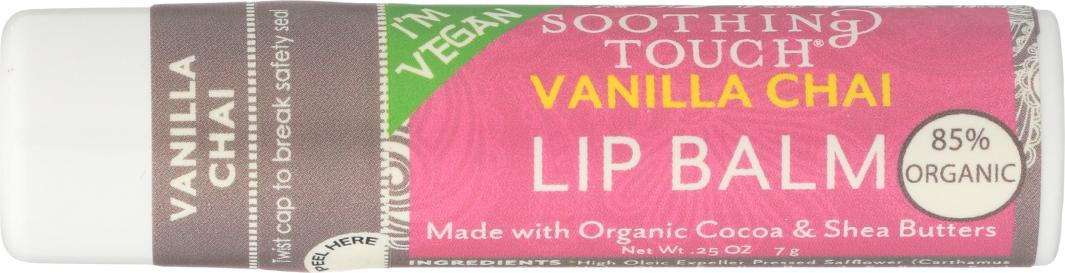 VANILLA
CHAI
Twist cap to break safety seal
PEEL HERE
I'M
VEGAN
SOOTHING
TOUCH®
VANILLA CHAI
LIP BALM
85%
ORGANIC
Made with Organic Cocoa & Shea Butters
Net Wt .25 OZ 7 g
INGREDIENTS *High Oleic Expeller Pressed Safflower (Carthamus